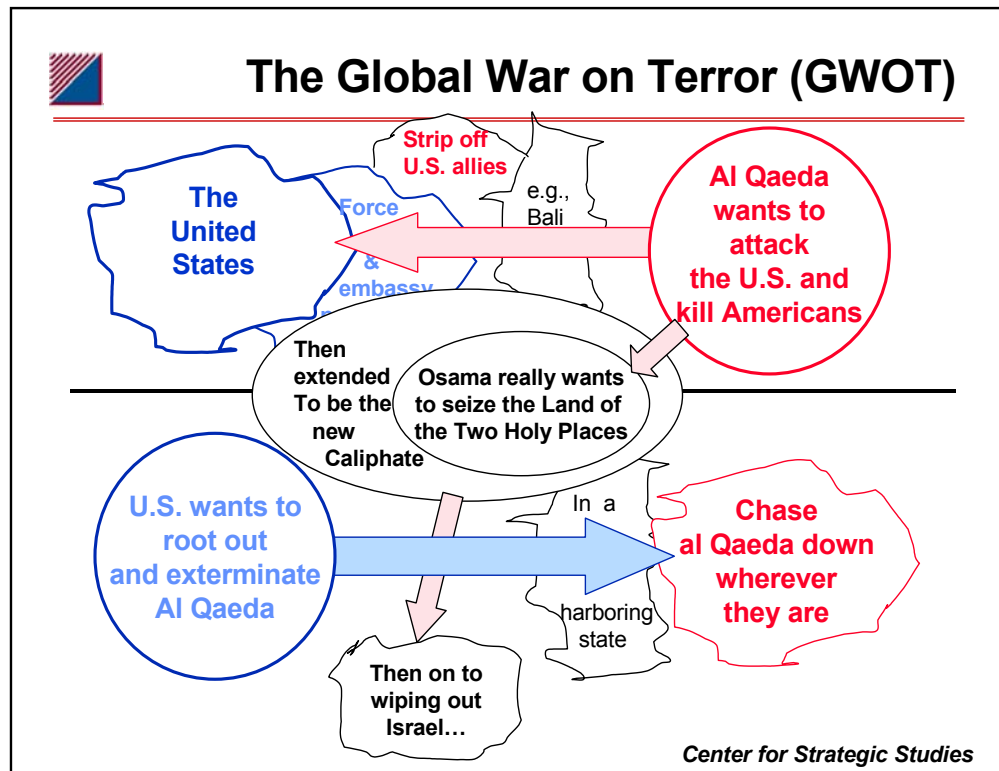 The Global War on Terror (GWOT)
Strip off
U.S. allies
The
United
States
Force
&
embassy
e.g.,
Bali
Al Qaeda
wants to
attack
the U.S. and
kill Americans
Then
extended
To be the
new
Caliphate
Osama really wants
to seize the Land of
the Two Holy Places
U.S. wants to
root out
and exterminate
Al Qaeda
In a
harboring
state
Chase
al Qaeda down
wherever
they are
Then on to
wiping out
Israel…
Center for Strategic Studies